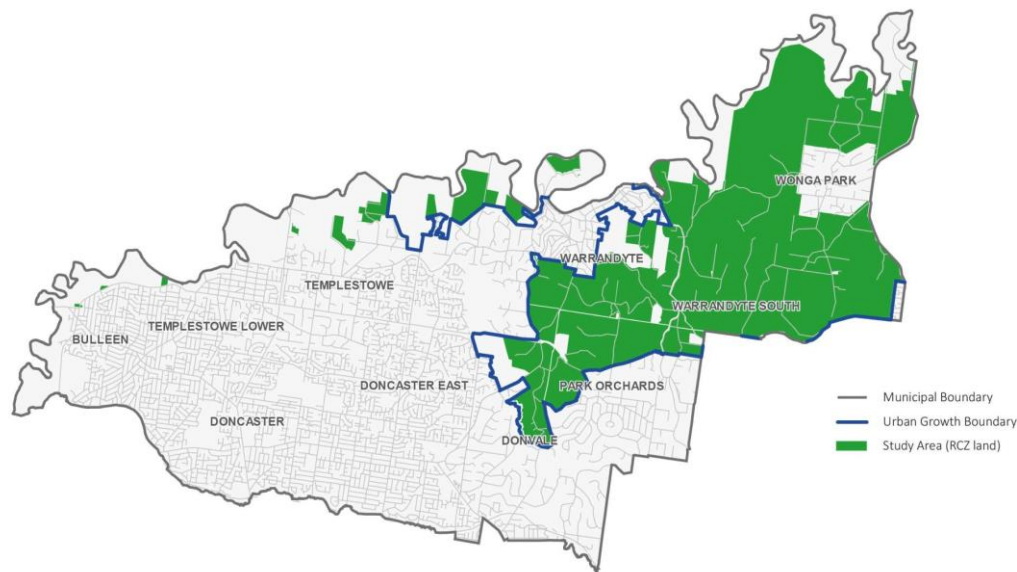 WONGA PARK
WARRANDYTE
TEMPLESTOWE
WARRANDYTE SOUTH
TEMPLESTOWE LOWER
BULLEEN
DONCASTER EAST
PARK ORCHARDS
DONCASTER
DONVALE
Municipal Boundary
Urban Growth Boundary
Study Area (RCZ land)